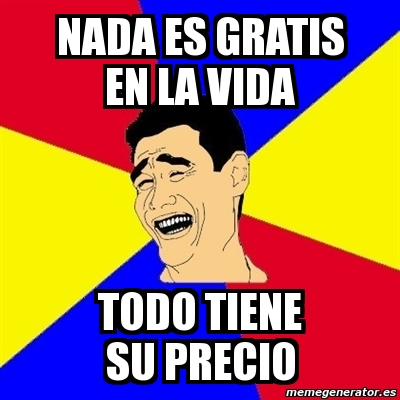 NADA ES GRATIS
EN LA VIDA
TODO TIENE
SU PRECIO
memegenerator.es